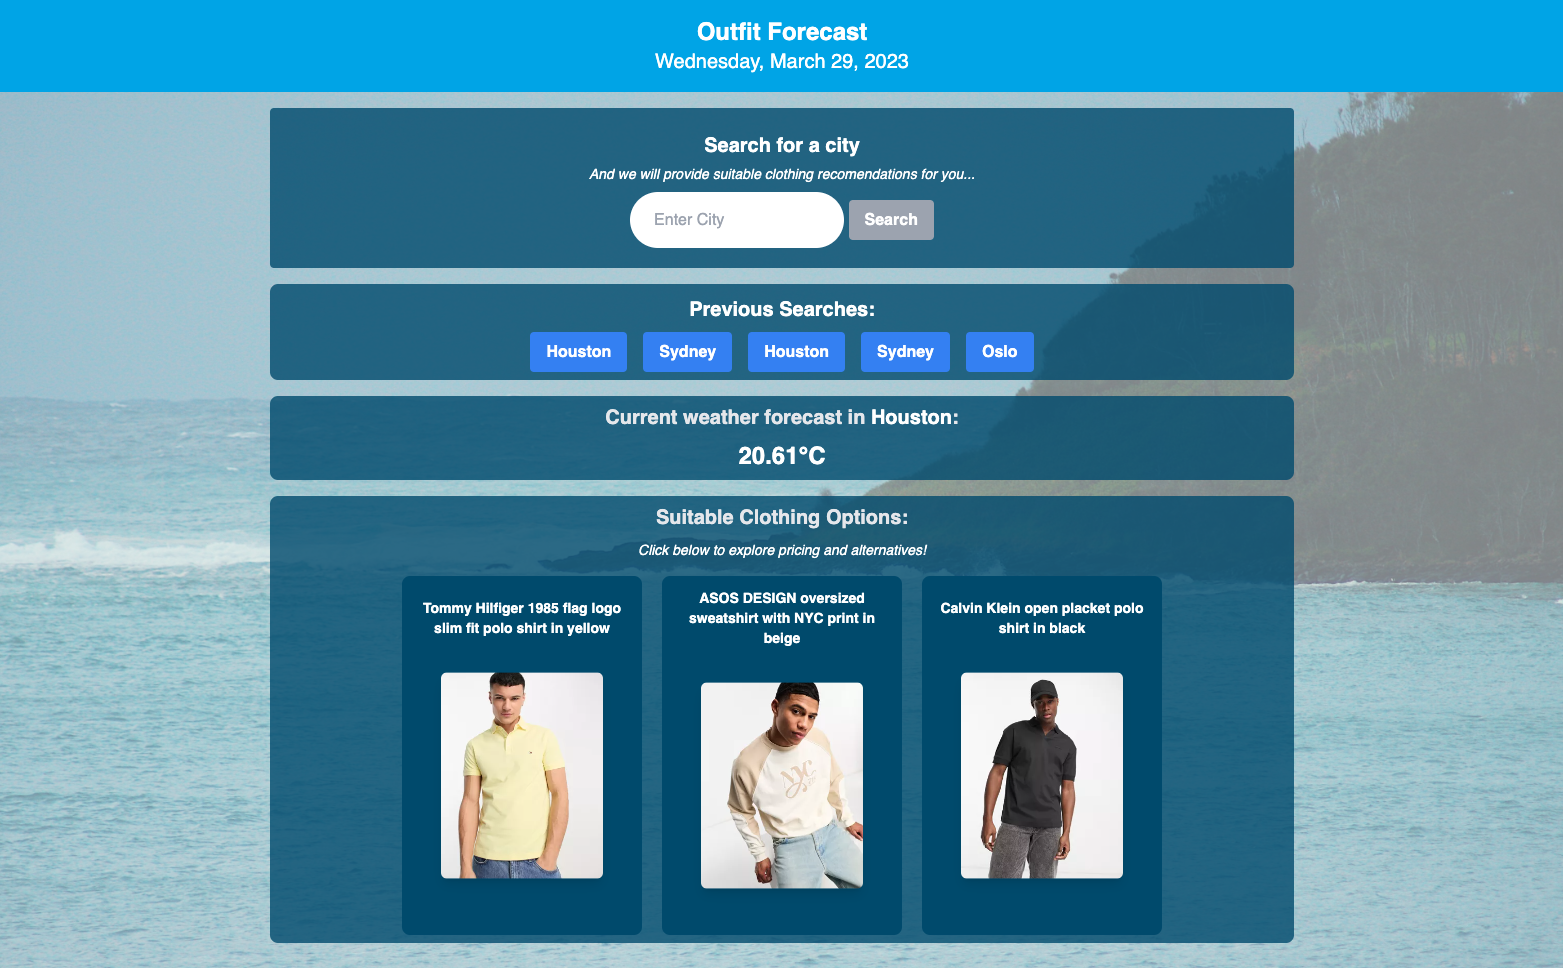 Outfit Forecast
Wednesday, March 29, 2023
Search for a city
And we will provide suitable clothing recomendations for you...
Enter City
Search
Previous Searches:
Houston
Sydney
Houston
Sydney
Oslo
Current weather forecast in Houston:
20.61°C
Suitable Clothing Options:
Click below to explore pricing and alternatives!
Tommy Hilfiger 1985 flag logo
slim fit polo shirt in yellow
ASOS DESIGN oversized
sweatshirt with NYC print in
beige
Calvin Klein open placket polo
shirt in black
NYC